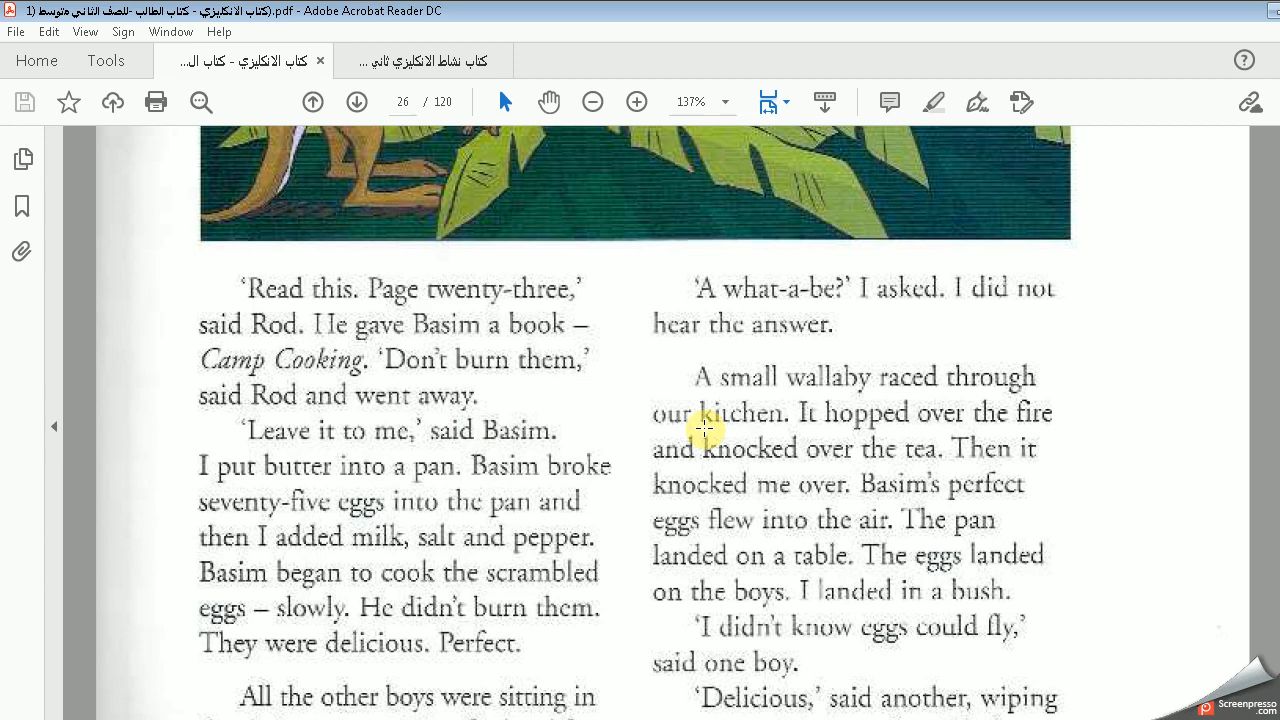 كتاب الانكليزي - كتاب الطالب -للصف الثاني متوسط (1).pdf - Adobe Acrobat Reader DC
File Edit View Sign Window Help
Home Tools كتاب الانكليزي - كتاب ال... × كتاب نشاط الانكليزي ثاني ...
26 / 120 137%
‘Read this. Page twenty-three,’
said Rod. He gave Basim a book –
Camp Cooking. ‘Don’t burn them,’
said Rod and went away.
‘Leave it to me,’ said Basim.
I put butter into a pan. Basim broke
seventy-five eggs into the pan and
then I added milk, salt and pepper.
Basim began to cook the scrambled
eggs – slowly. He didn’t burn them.
They were delicious. Perfect.
All the other boys were sitting in
‘A what-a-be?’ I asked. I did not
hear the answer.
A small wallaby raced through
our kitchen. It hopped over the fire
and knocked over the tea. Then it
knocked me over. Basim’s perfect
eggs flew into the air. The pan
landed on a table. The eggs landed
on the boys. I landed in a bush.
‘I didn’t know eggs could fly,’
said one boy.
‘Delicious,’ said another, wiping
Screenpresso
.com